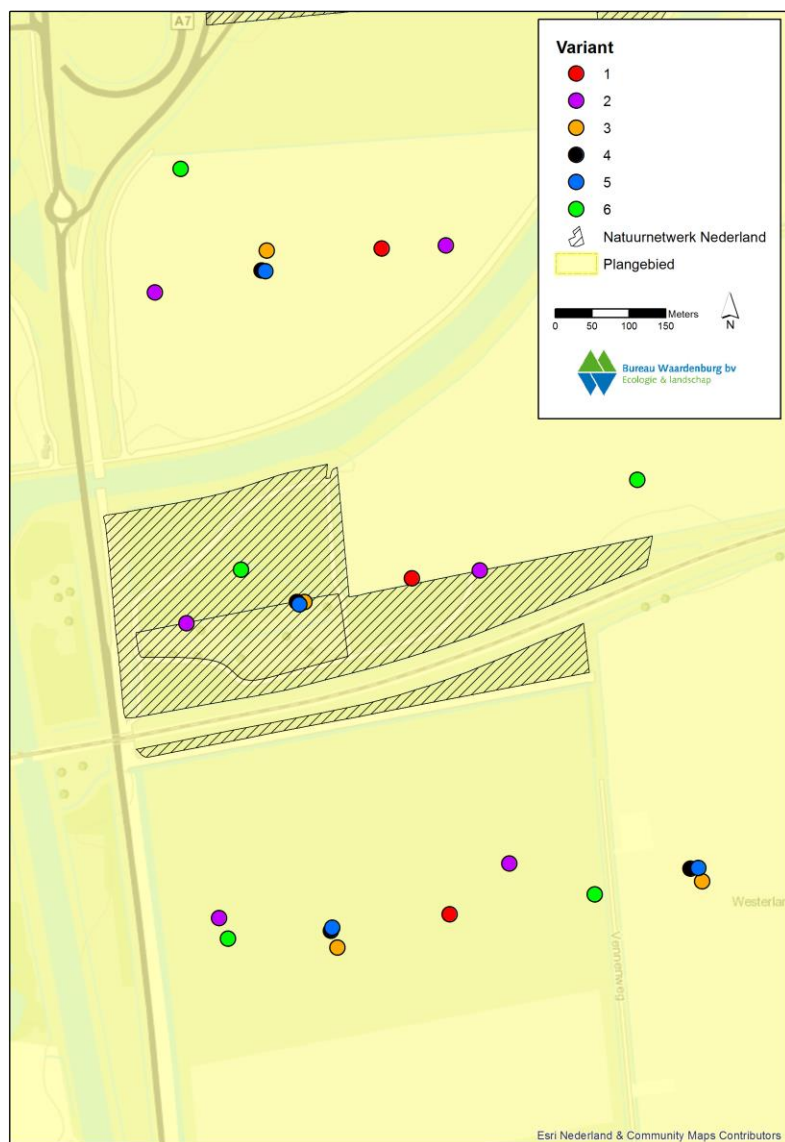 A7
Variant
1
2
3
4
5
6
Natuurnetwerk Nederland
Plangebied
Meters
0 50 100 150
N
Bureau Waardenburg bv
Ecologie & landschap
Westerlan
Vennenweg
Esri Nederland & Community Maps Contributors